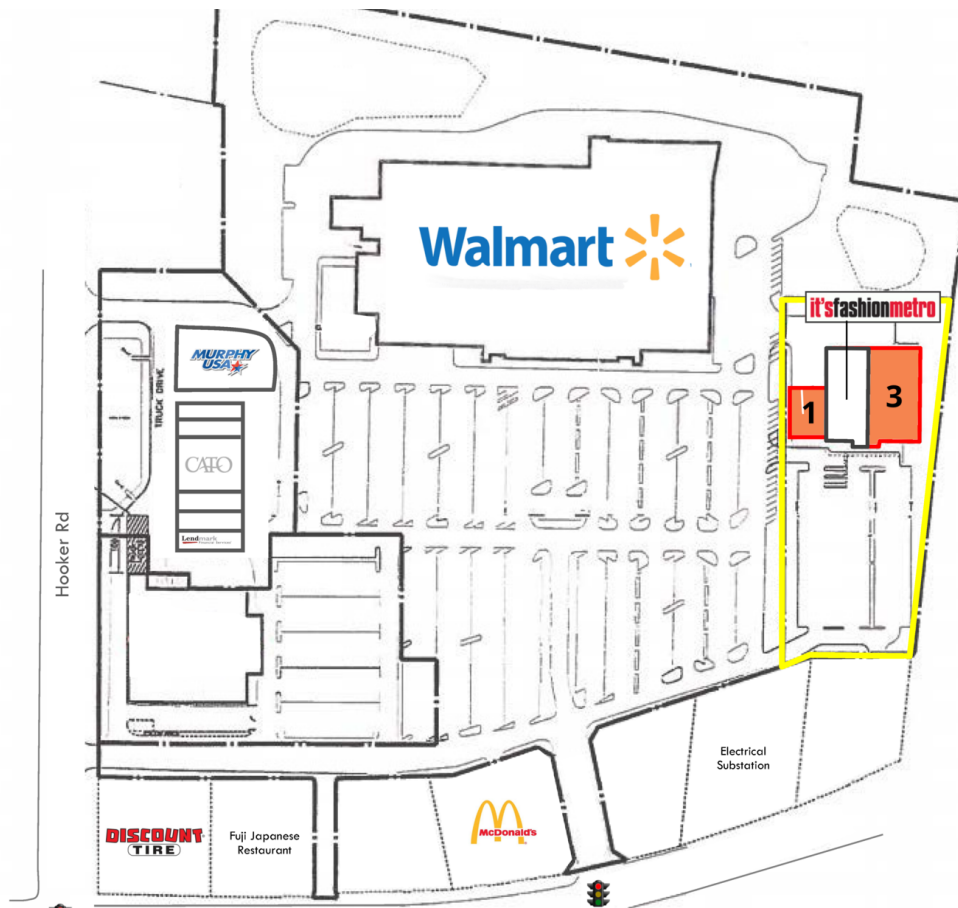 Walmart
it'sfashionmetro
MURPHY
USA
TRUCK DRIVE
1
3
CATO
Lendmark
Hooker Rd
Electrical
Substation
DISCOUNT
TIRE
Fuji Japanese
Restaurant
McDonald's